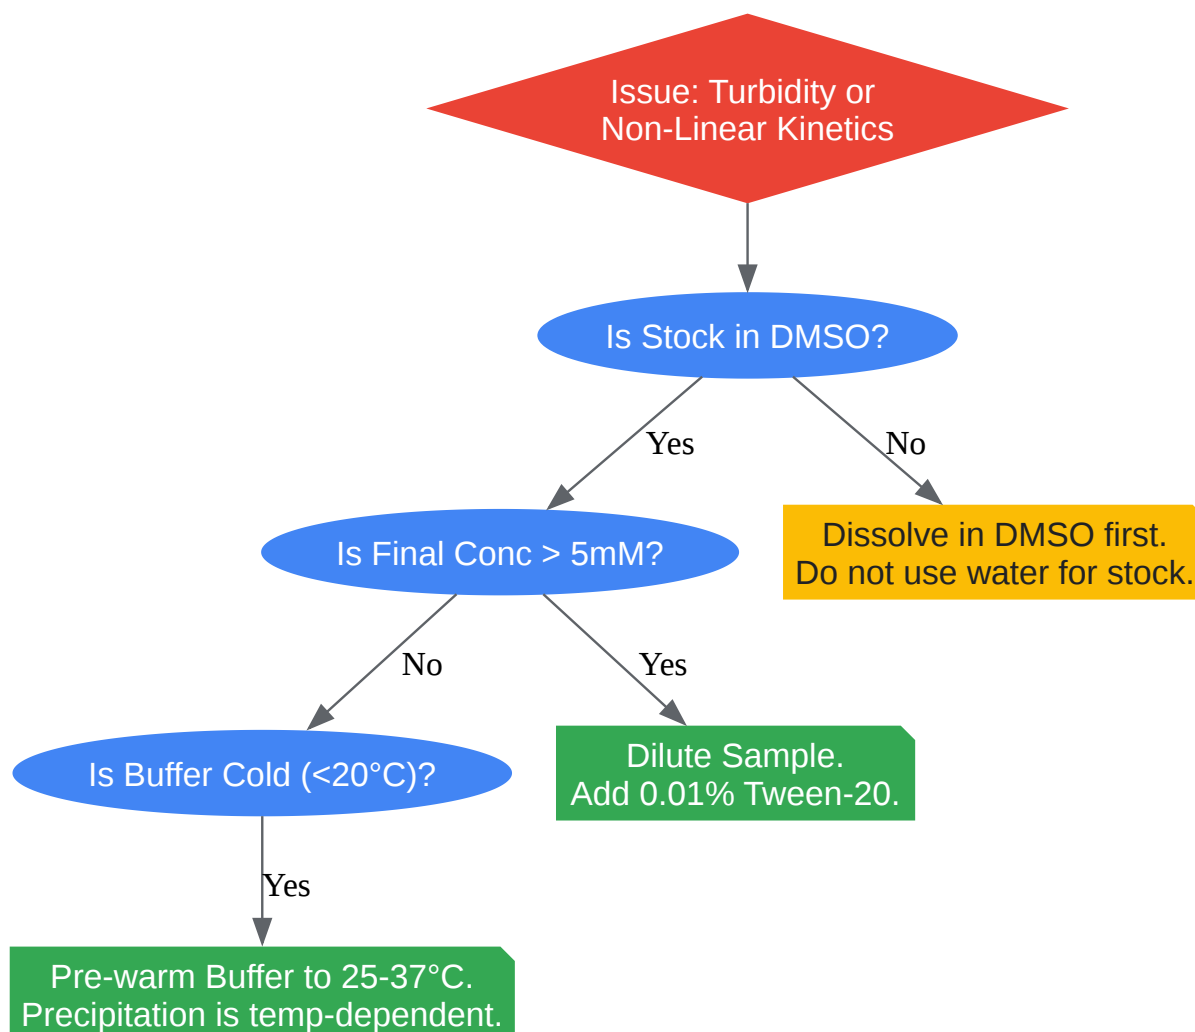 Issue: Turbidity or
Non-Linear Kinetics
Is Stock in DMSO?
Yes
No
Is Final Conc > 5mM?
Dissolve in DMSO first.
Do not use water for stock.
No
Yes
Is Buffer Cold (<20°C)?
Dilute Sample.
Add 0.01% Tween-20.
Yes
Pre-warm Buffer to 25-37°C.
Precipitation is temp-dependent.